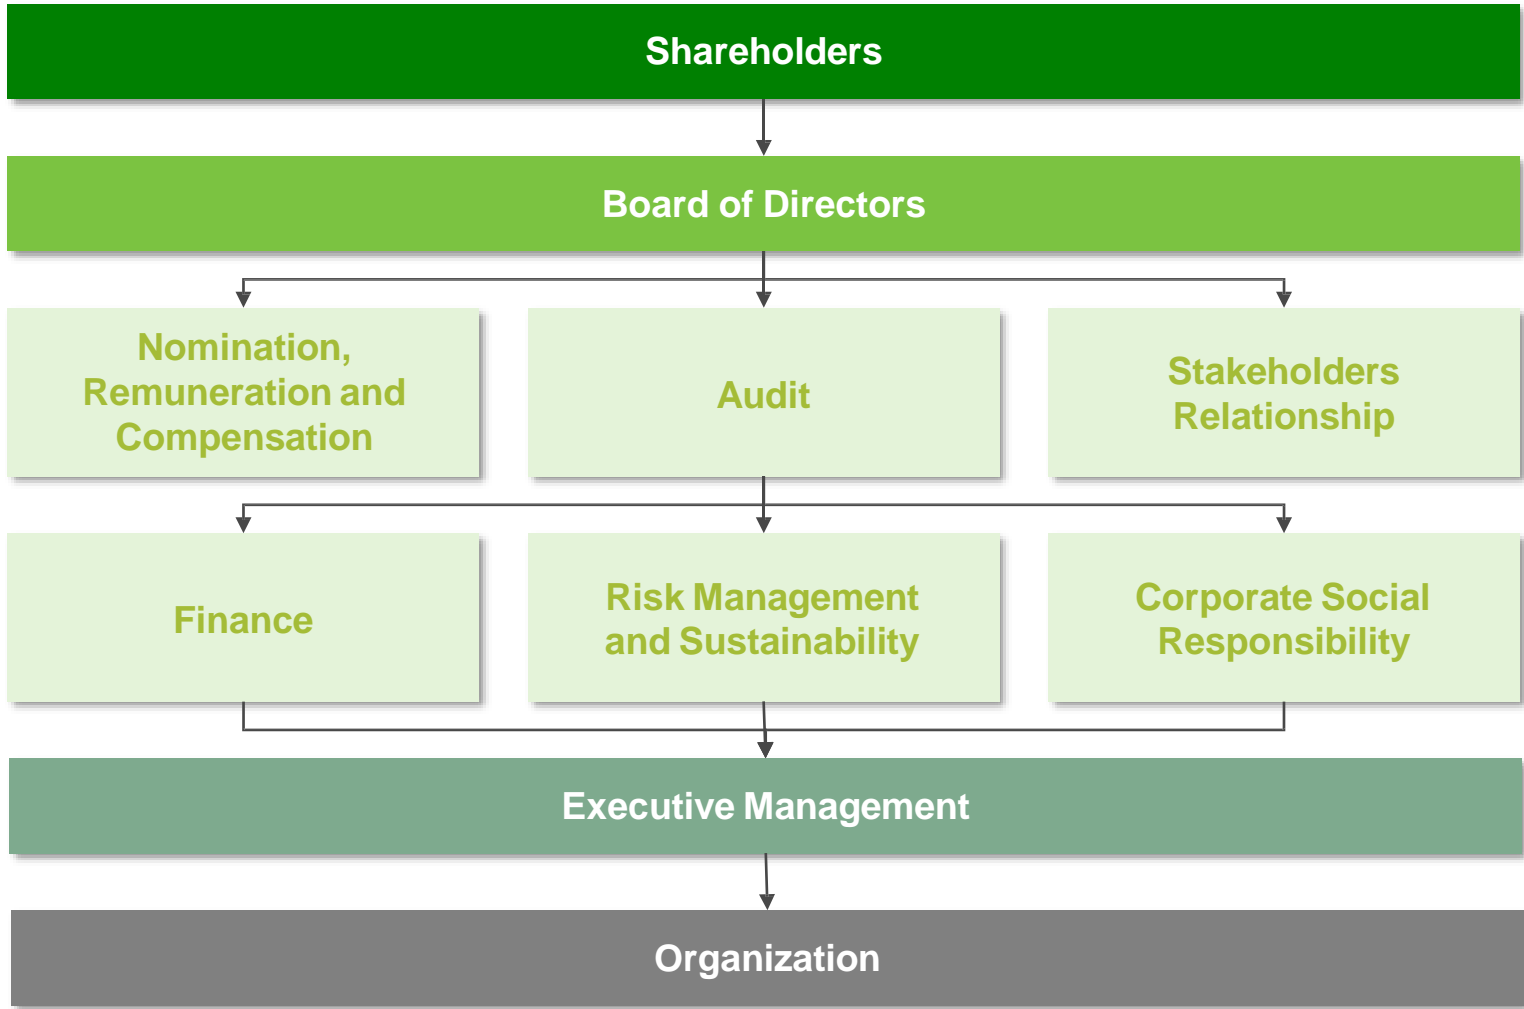 Shareholders
Board of Directors
Nomination,
Remuneration and
Compensation
Audit
Stakeholders
Relationship
Finance
Risk Management
and Sustainability
Corporate Social
Responsibility
Executive Management
Organization